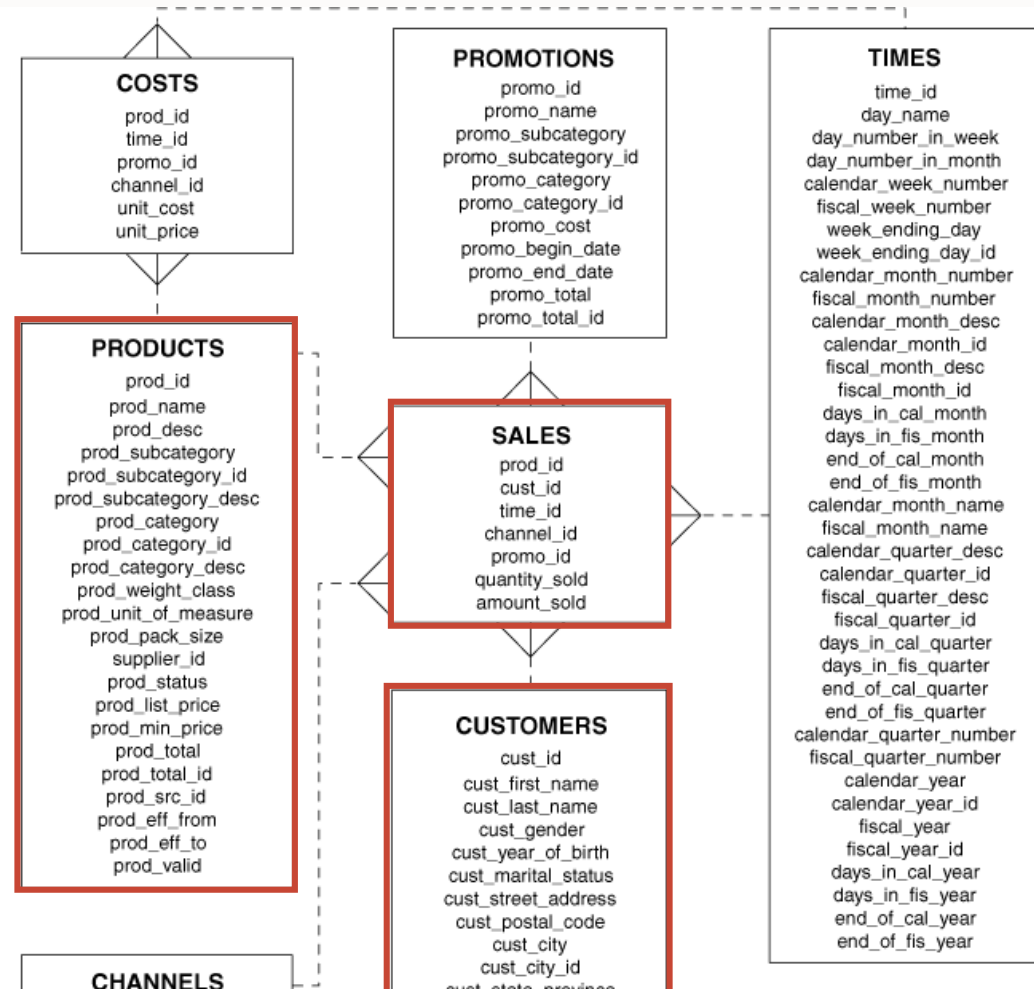 COSTS
prod_id
time_id
promo_id
channel_id
unit_cost
unit_price
PROMOTIONS
promo_id
promo_name
promo_subcategory
promo_subcategory_id
promo_category
promo_category_id
promo_cost
promo_begin_date
promo_end_date
promo_total
promo_total_id
TIMES
time_id
day_name
day_number_in_week
day_number_in_month
calendar_week_number
fiscal_week_number
week_ending_day
week_ending_day_id
calendar_month_number
fiscal_month_number
calendar_month_desc
calendar_month_id
fiscal_month_desc
fiscal_month_id
days_in_cal_month
days_in_fis_month
end_of_cal_month
end_of_fis_month
calendar_month_name
fiscal_month_name
calendar_quarter_desc
calendar_quarter_id
fiscal_quarter_desc
fiscal_quarter_id
days_in_cal_quarter
days_in_fis_quarter
end_of_cal_quarter
end_of_fis_quarter
calendar_quarter_number
fiscal_quarter_number
calendar_year
calendar_year_id
fiscal_year
fiscal_year_id
days_in_cal_year
days_in_fis_year
end_of_cal_year
end_of_fis_year
PRODUCTS
prod_id
prod_name
prod_desc
prod_subcategory
prod_subcategory_id
prod_subcategory_desc
prod_category
prod_category_id
prod_category_desc
prod_weight_class
prod_unit_of_measure
prod_pack_size
supplier_id
prod_status
prod_list_price
prod_min_price
prod_total
prod_total_id
prod_src_id
prod_eff_from
prod_eff_to
prod_valid
SALES
prod_id
cust_id
time_id
channel_id
promo_id
quantity_sold
amount_sold
CUSTOMERS
cust_id
cust_first_name
cust_last_name
cust_gender
cust_year_of_birth
cust_marital_status
cust_street_address
cust_postal_code
cust_city
cust_city_id
cust_state_province
CHANNELS